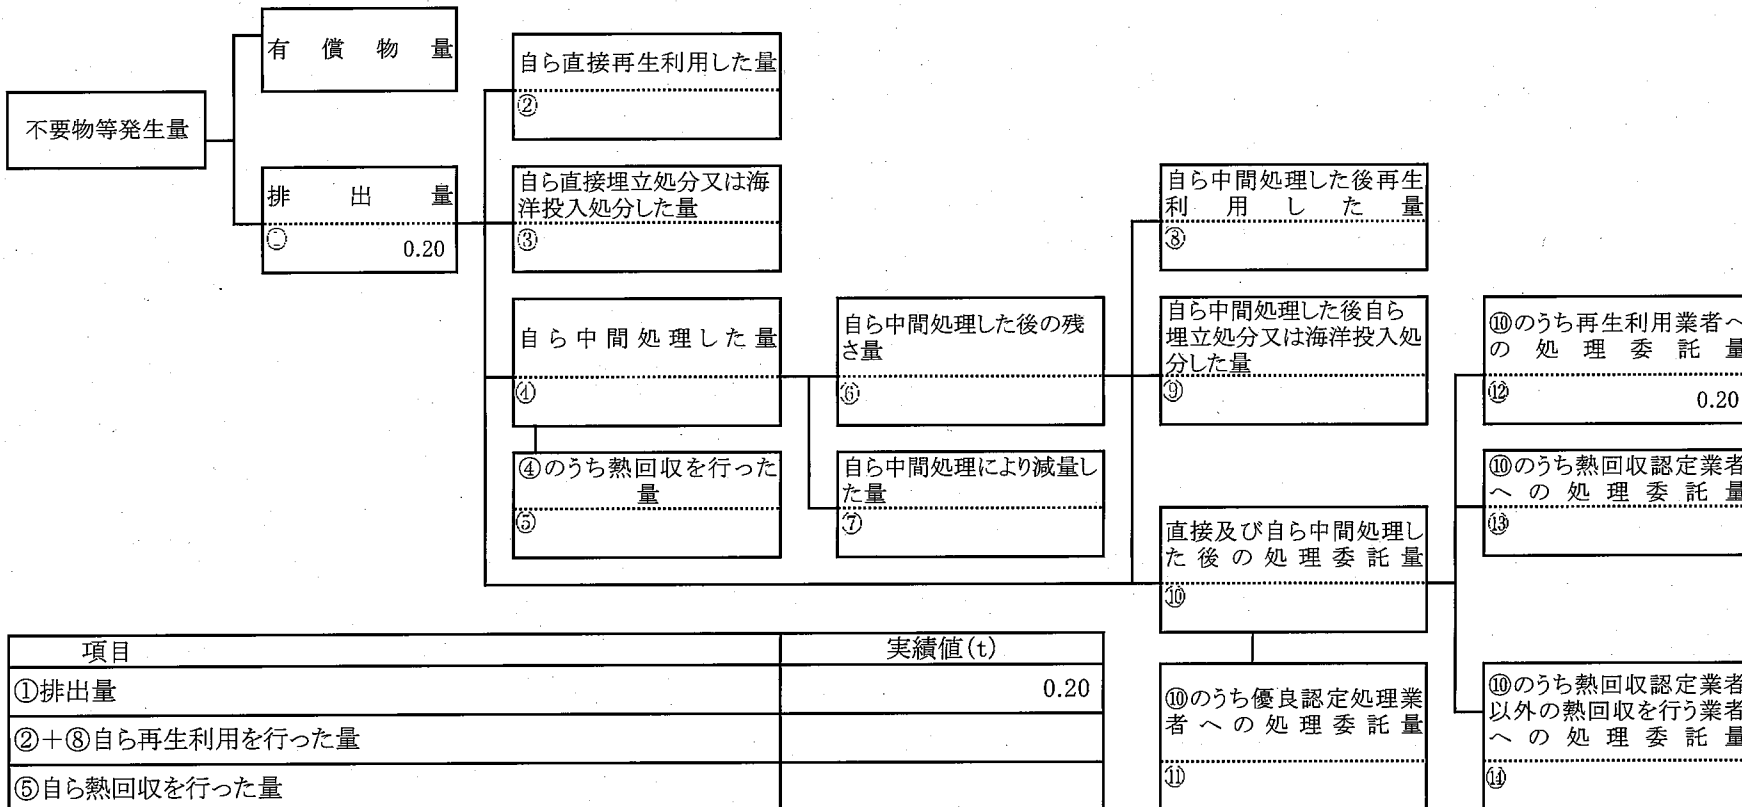 有償物量
不要物等発生量
排出量
①
0.20
自ら直接再生利用した量
②
自ら直接埋立処分又は海
洋投入処分した量
③
自ら中間処理した量
④
④のうち熱回収を行った
量
⑤
自ら中間処理した後の残
さ量
⑥
自ら中間処理により減量し
た量
⑦
自ら中間処理した後再生
利用した量
⑧
自ら中間処理した後自ら
埋立処分又は海洋投入処
分した量
⑨
直接及び自ら中間処理し
た後の処理委託量
⑩
⑩のうち優良認定処理業
者への処理委託量
⑪
⑩のうち再生利用業者へ
の処理委託量
⑫
0.20
⑩のうち熱回収認定業者
への処理委託量
⑬
⑩のうち熱回収認定業者
以外の熱回収を行う業者
への処理委託量
⑭
項目 実績値(t)
①排出量 0.20
②+⑧自ら再生利用を行った量
⑤自ら熱回収を行った量